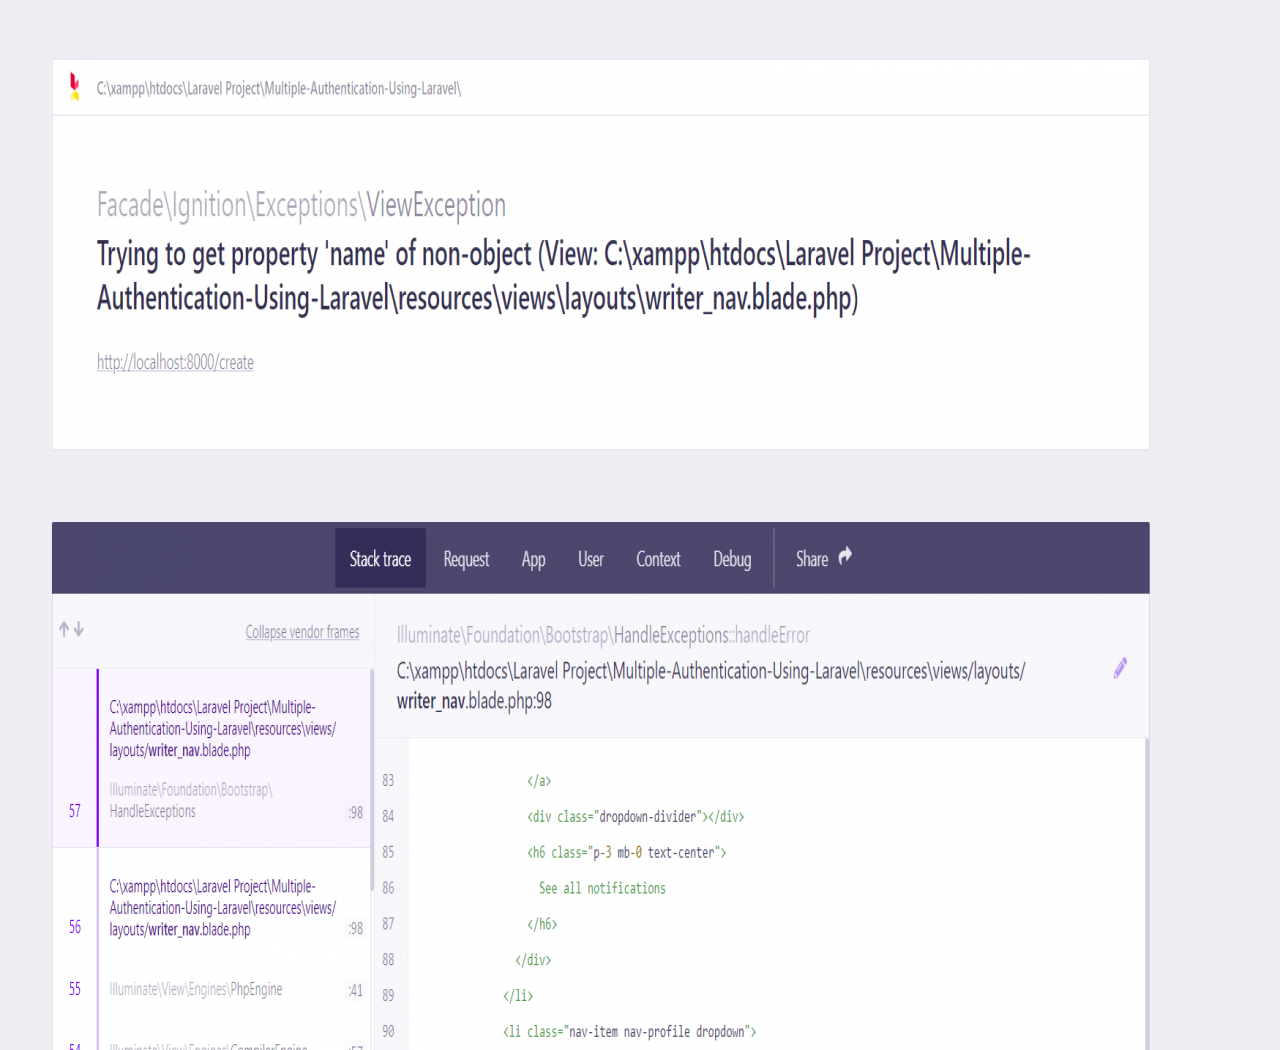 C:\xampp\htdocs\Laravel Project\Multiple-Authentication-Using-Laravel\
Facade\Ignition\Exceptions\ViewException
Trying to get property 'name' of non-object (View: C:\xampp\htdocs\Laravel Project\Multiple-
Authentication-Using-Laravel\resources\views\layouts\writer_nav.blade.php)
http://localhost:8000/create
Stack trace Request App User Context Debug Share
Collapse vendor frames
Illuminate\Foundation\Bootstrap\HandleExceptions::handleError
C:\xampp\htdocs\Laravel Project\Multiple-Authentication-Using-Laravel\resources\views/layouts/
writer_nav.blade.php:98
C:\xampp\htdocs\Laravel Project\Multiple-
Authentication-Using-Laravel\resources\views/
layouts/writer_nav.blade.php
Illuminate\Foundation\Bootstrap\
57 HandleExceptions :98
C:\xampp\htdocs\Laravel Project\Multiple-
Authentication-Using-Laravel\resources\views/
56 layouts/writer_nav.blade.php :98
55 Illuminate\View\Engines\PhpEngine :41
54 Illuminate\View\Engines\CompilerEngine :57
83 </a>
84 <div class="dropdown-divider"></div>
85 <h6 class="p-3 mb-0 text-center">
86 See all notifications
87 </h6>
88 </div>
89 </li>
90 <li class="nav-item nav-profile dropdown">